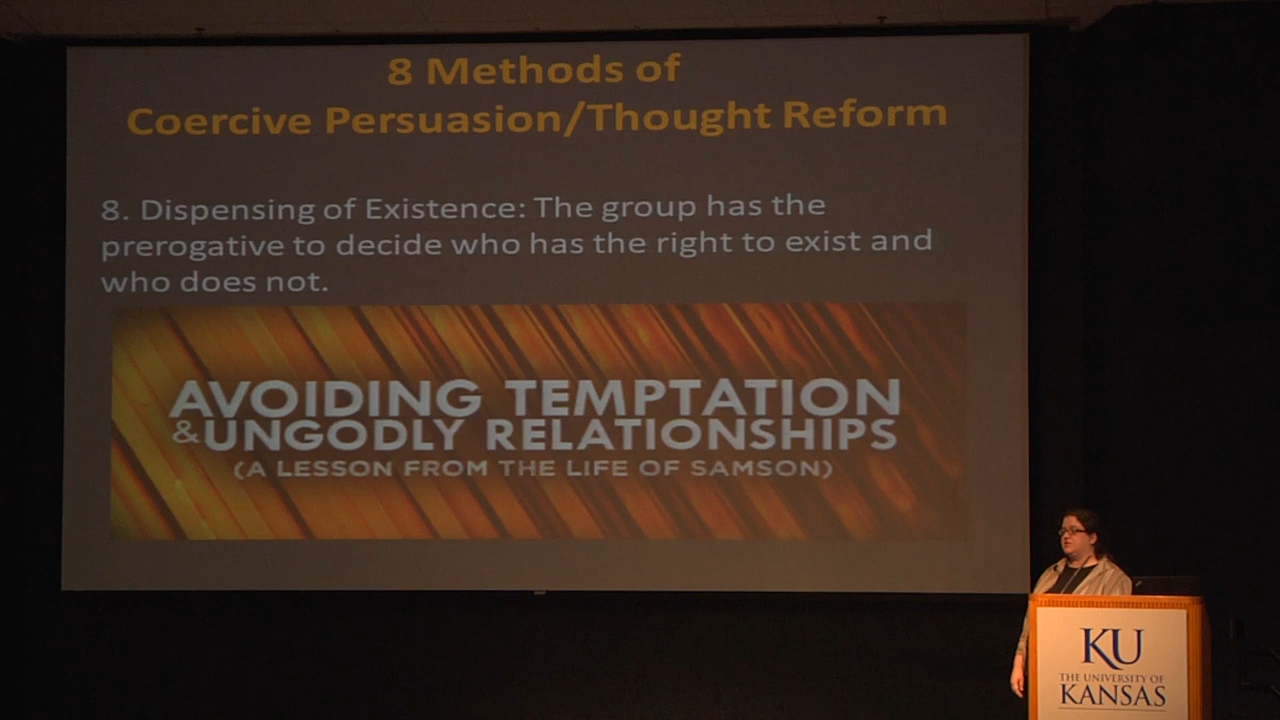 8 Methods of
Coercive Persuasion/Thought Reform
8. Dispensing of Existence: The group has the
prerogative to decide who has the right to exist and
who does not.
AVOIDING TEMPTATION
&UNGODLY RELATIONSHIPS
(A LESSON FROM THE LIFE OF SAMSON)
KU
THE UNIVERSITY OF
KANSAS